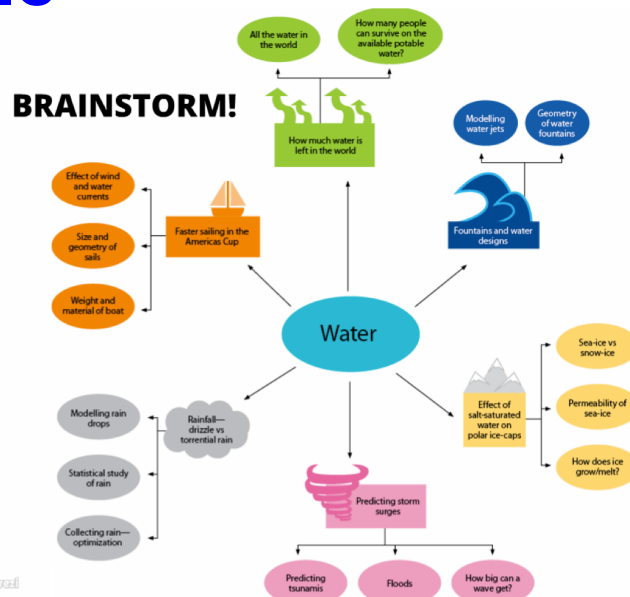 BRAINSTORM!
All the water in
the world
How many people
can survive on the
available potable
water?
How much water is
left in the world
Modelling
water jets
Geometry
of water
fountains
Fountains and water
designs
Effect of wind
and water
currents
Size and
geometry of
sails
Weight and
material of boat
Faster sailing in the
Americas Cup
Water
Sea-ice vs
snow-ice
Permeability of
sea-ice
How does ice
grow/melt?
Effect of
salt-saturated
water on
polar ice-caps
Modelling rain
drops
Statistical study
of rain
Collecting rain—
optimization
Rainfall—
drizzle vs
torrential rain
Predicting storm
surges
Predicting
tsunamis
Floods
How big can a
wave get?